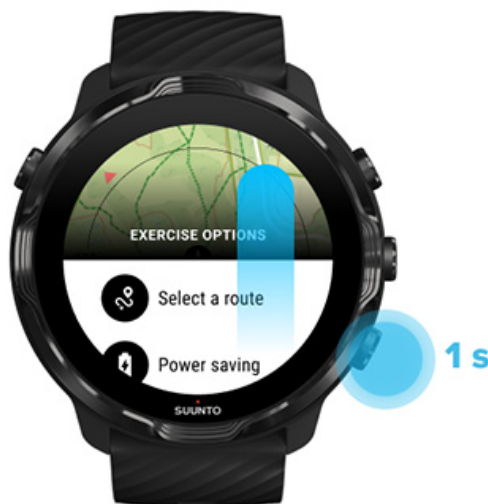 EXERCISE OPTIONS
Select a route
Power saving
1 s
SUUNTO